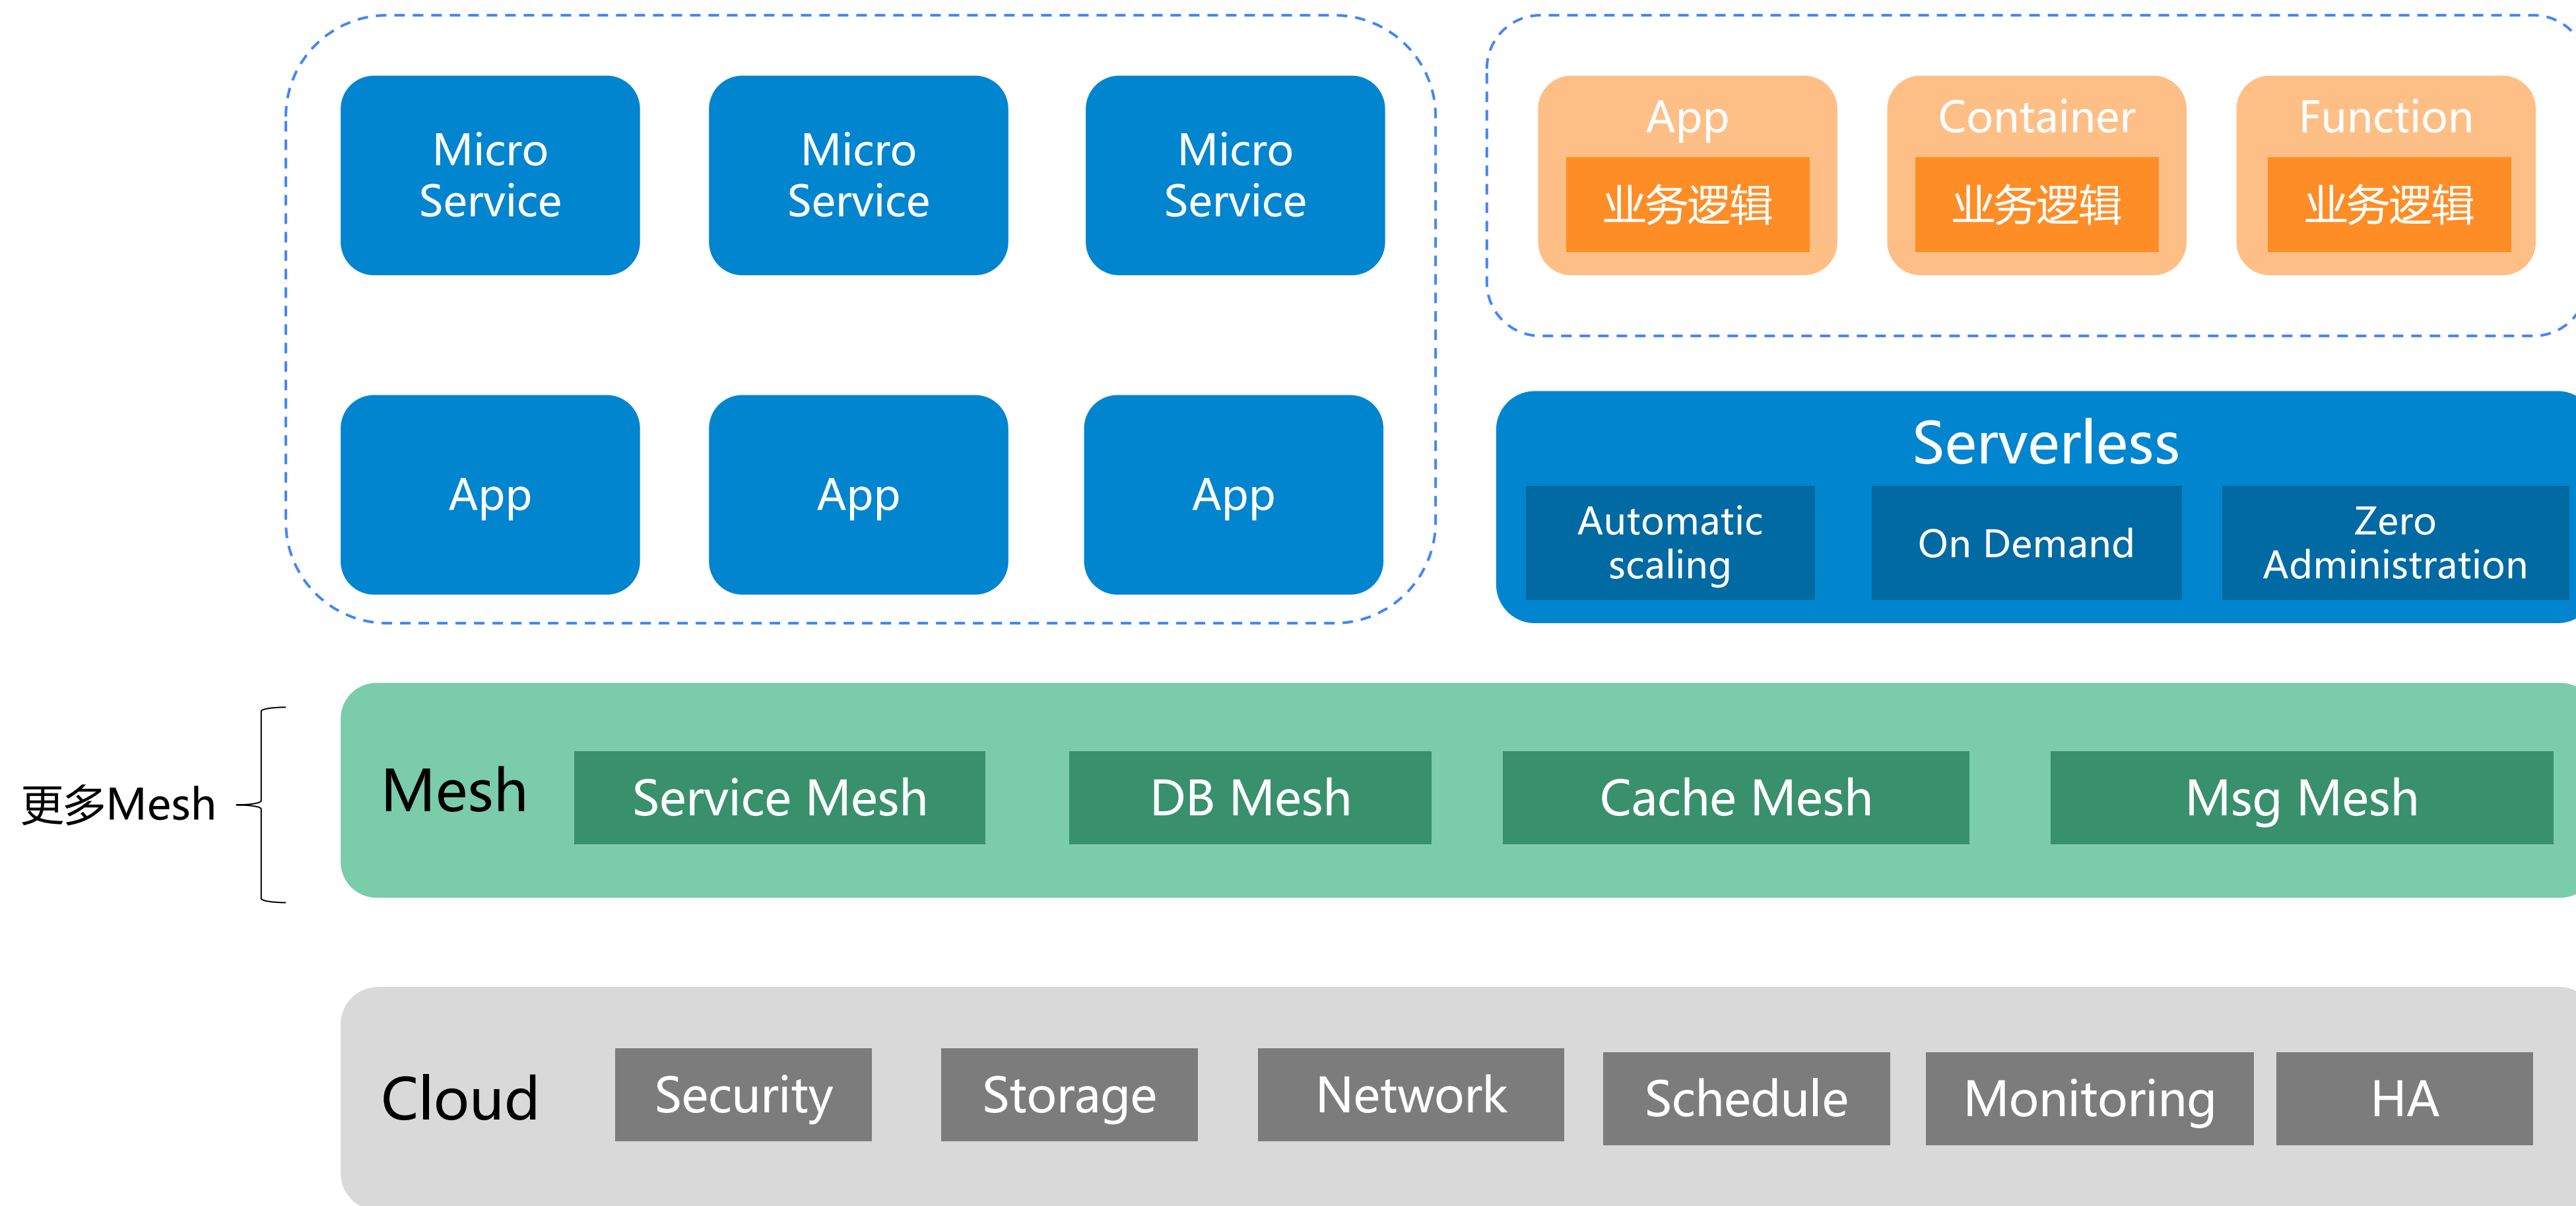 Micro
Service
Micro
Service
Micro
Service
App
App
App
App
业务逻辑
Container
业务逻辑
Function
业务逻辑
Serverless
Automatic
scaling
On Demand
Zero
Administration
更多Mesh
Mesh
Service Mesh
DB Mesh
Cache Mesh
Msg Mesh
Cloud
Security
Storage
Network
Schedule
Monitoring
HA